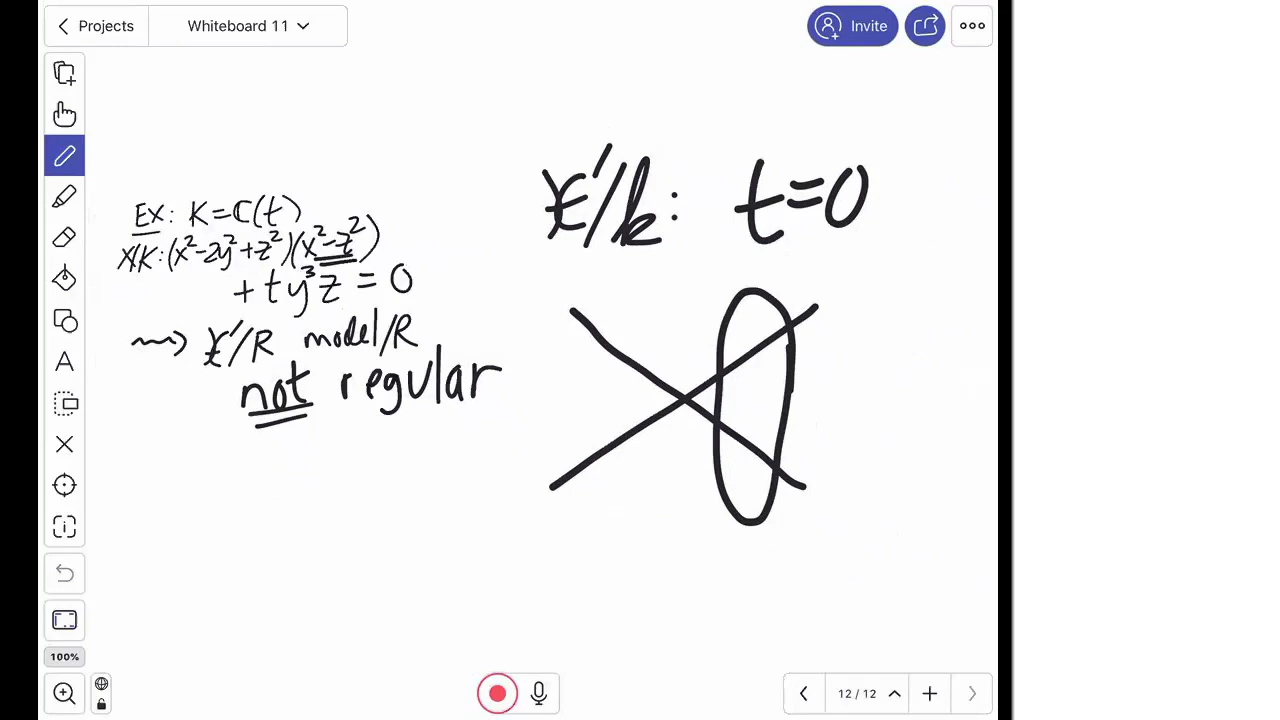 Projects
Whiteboard 11
Invite
Ex: K=ℂ(t)
X/K: (x²-2y²+z²)(x²-z²)
+ty³z=0
⇝ 𝔛'/R model/R
not regular
𝔛'/k: t=0
A
100%
12 / 12